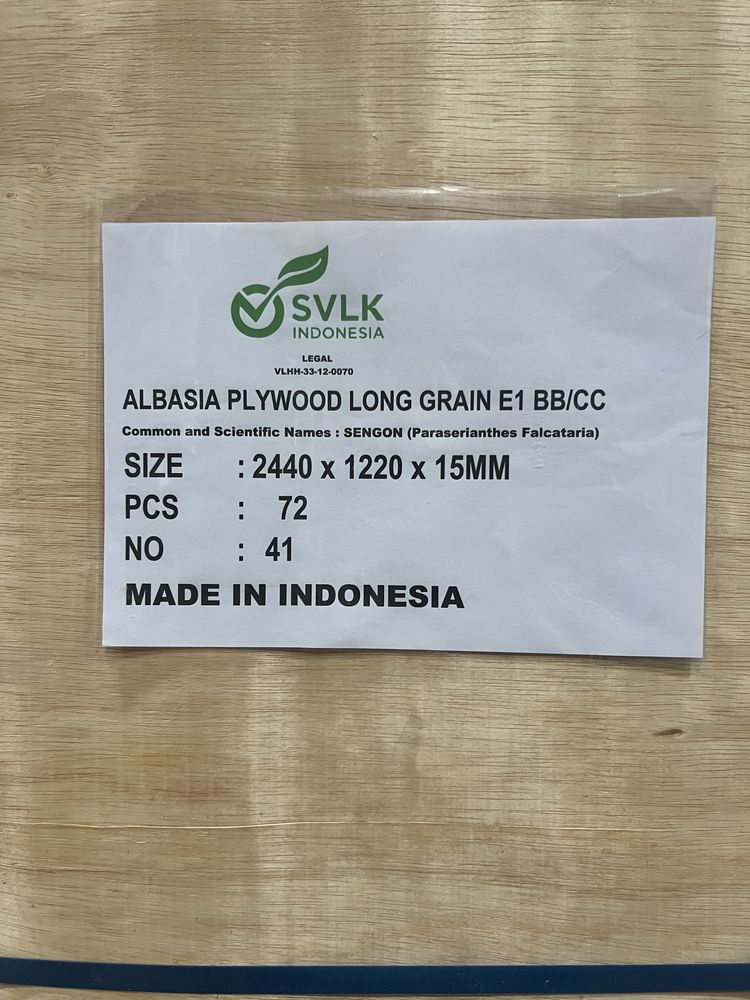 SVLK
INDONESIA
LEGAL
VLHH-33-12-0070
ALBASIA PLYWOOD LONG GRAIN E1 BB/CC
Common and Scientific Names : SENGON (Paraserianthes Falcataria)
SIZE : 2440 x 1220 x 15MM
PCS : 72
NO : 41
MADE IN INDONESIA